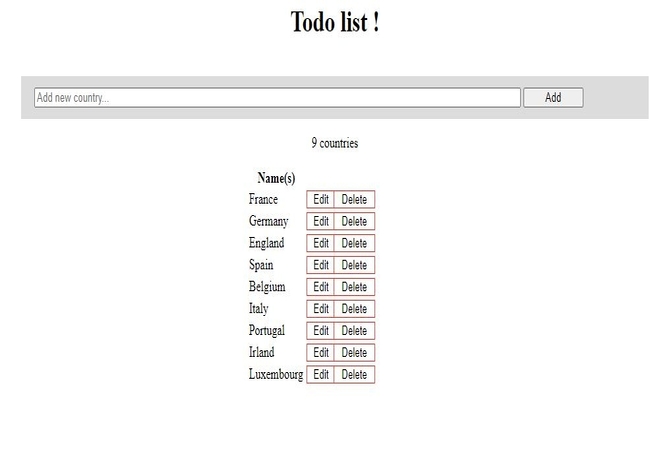 Todo list !
Add new country... Add
9 countries
Name(s)
France Edit Delete
Germany Edit Delete
England Edit Delete
Spain Edit Delete
Belgium Edit Delete
Italy Edit Delete
Portugal Edit Delete
Irland Edit Delete
Luxembourg Edit Delete